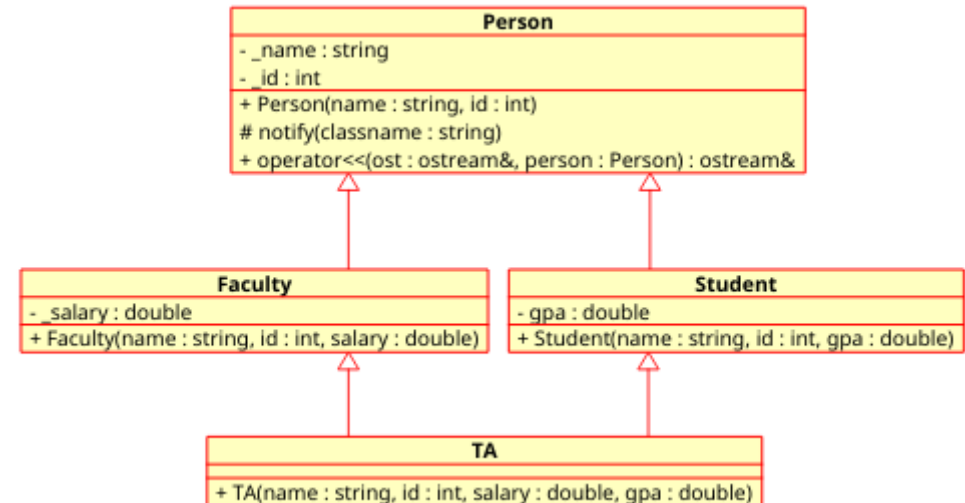 Person
- _name : string
- _id : int
+ Person(name : string, id : int)
# notify(classname : string)
+ operator<<(ost : ostream&, person : Person) : ostream&
Faculty
- _salary : double
+ Faculty(name : string, id : int, salary : double)
Student
- gpa : double
+ Student(name : string, id : int, gpa : double)
TA
+ TA(name : string, id : int, salary : double, gpa : double)